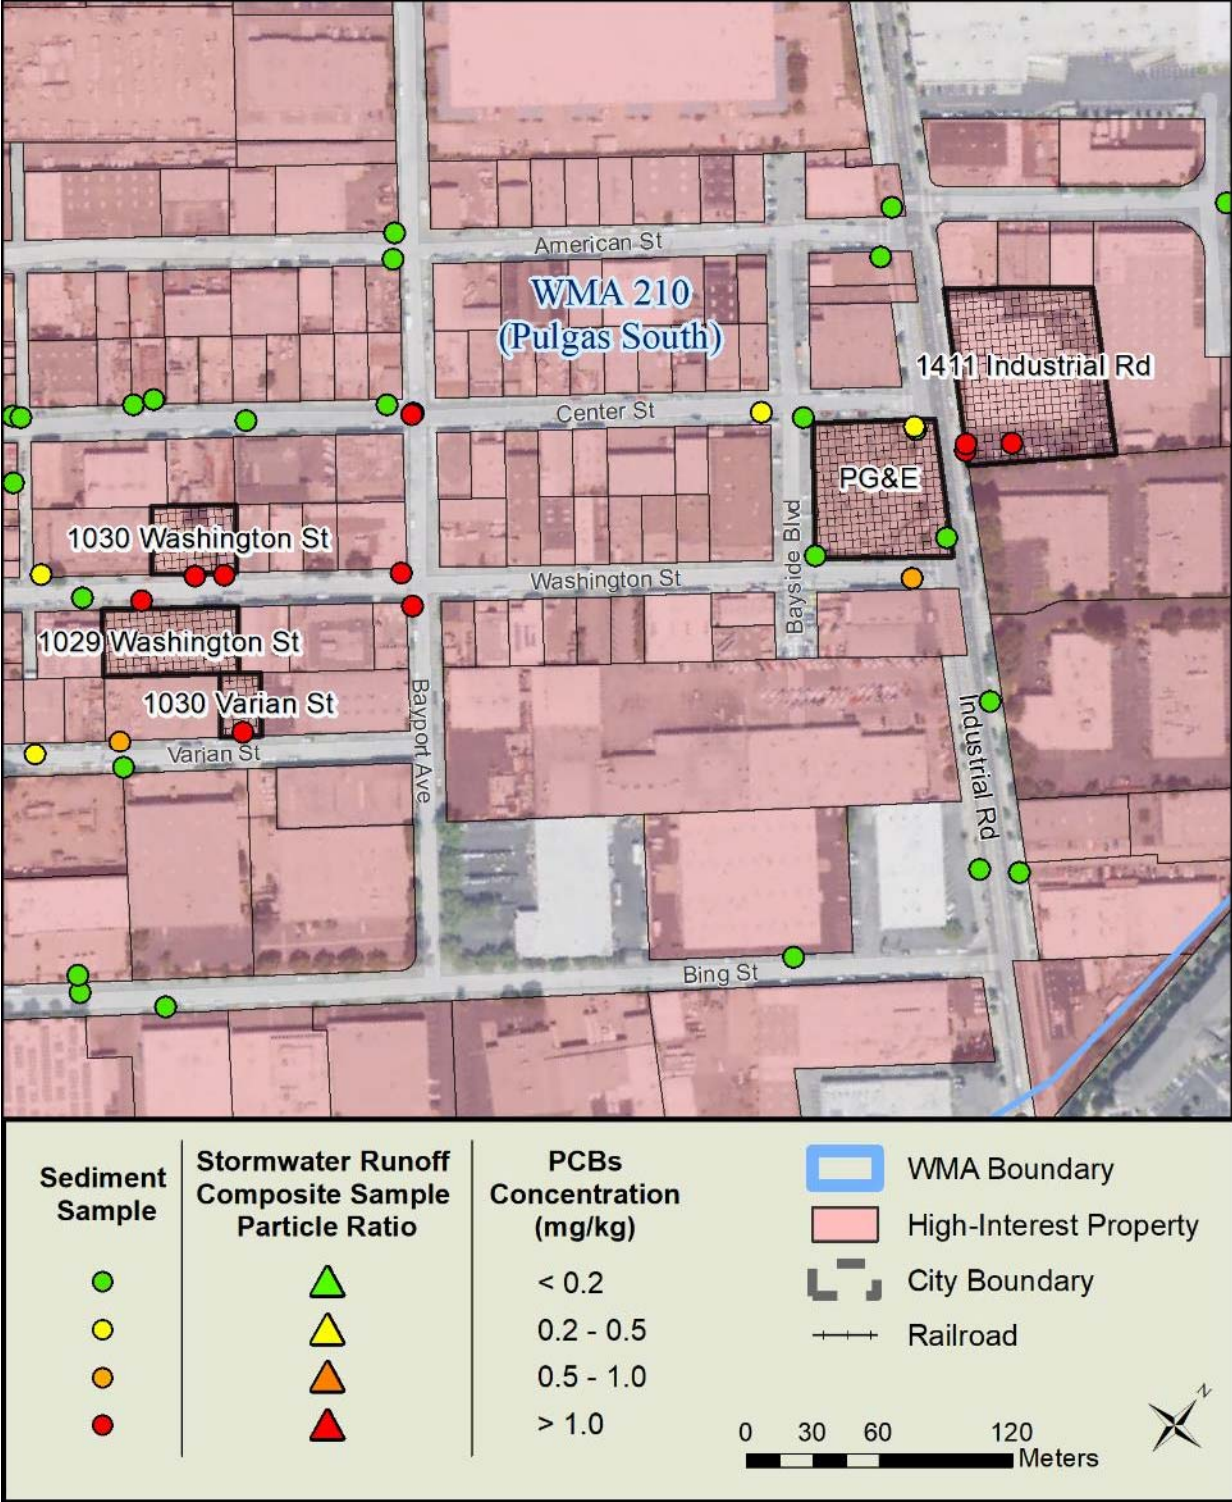 American St
WMA 210
(Pulgas South)
1411 Industrial Rd
Center St
PG&E
1030 Washington St
Bayside Blvd
Washington St
1029 Washington St
1030 Varian St
Bayport Ave
Varian St
Industrial Rd
Bing St
Sediment
Sample
Stormwater Runoff
Composite Sample
Particle Ratio
PCBs
Concentration
(mg/kg)
< 0.2
0.2 - 0.5
0.5 - 1.0
> 1.0
WMA Boundary
High-Interest Property
City Boundary
Railroad
N
0 30 60 120
Meters